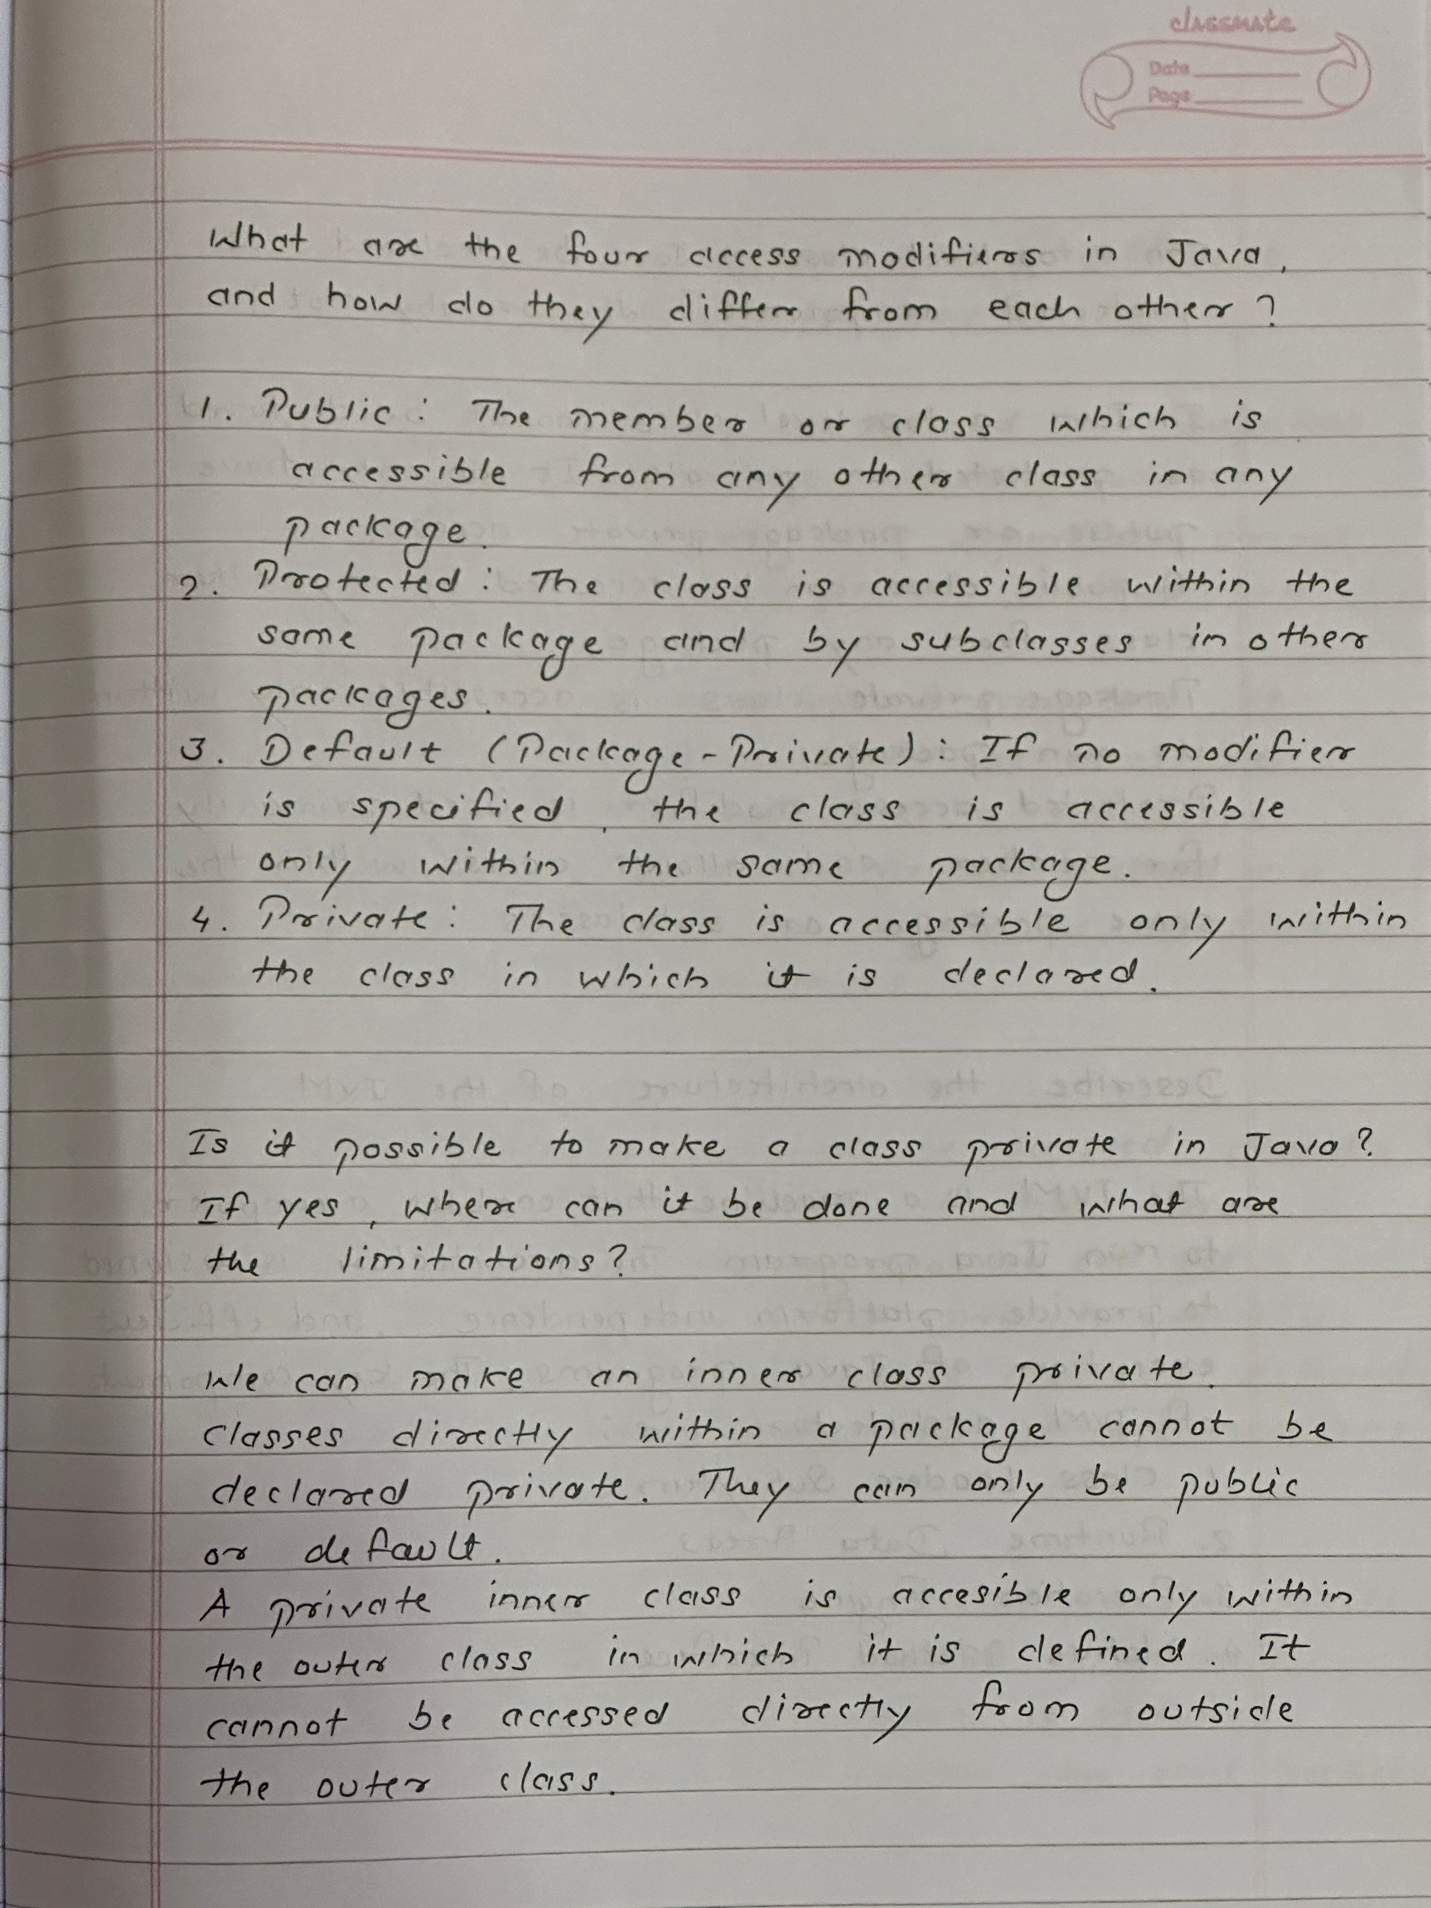 classmate
Date
Page
What are the four access modifiers in Java,
and how do they differ from each other?
1. Public: The member or class which is
accessible from any other class in any
package.
2. Protected: The class is accessible within the
same package and by subclasses in other
packages.
3. Default (Package-Private): If no modifier
is specified, the class is accessible
only within the same package.
4. Private: The class is accessible only within
the class in which it is declared.
Is it possible to make a class private in Java?
If yes, where can it be done and what are
the limitations?
We can make an inner class private.
Classes directly within a package cannot be
declared private. They can only be public
or default.
A private inner class is accesible only within
the outer class in which it is defined. It
cannot be accessed directly from outside
the outer class.